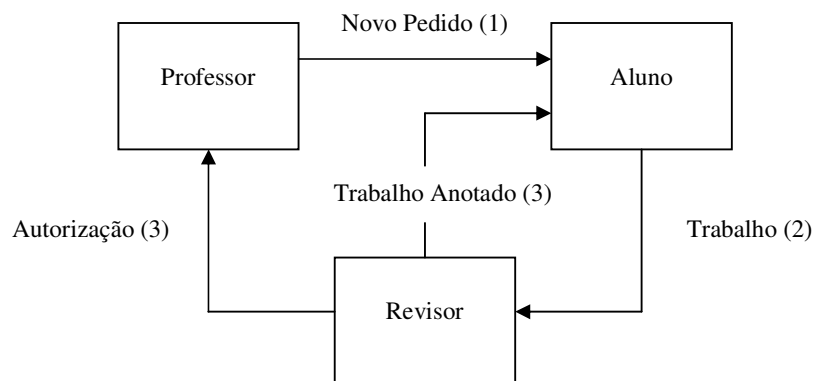 Novo Pedido (1)
Professor
Aluno
Trabalho Anotado (3)
Autorização (3)
Trabalho (2)
Revisor